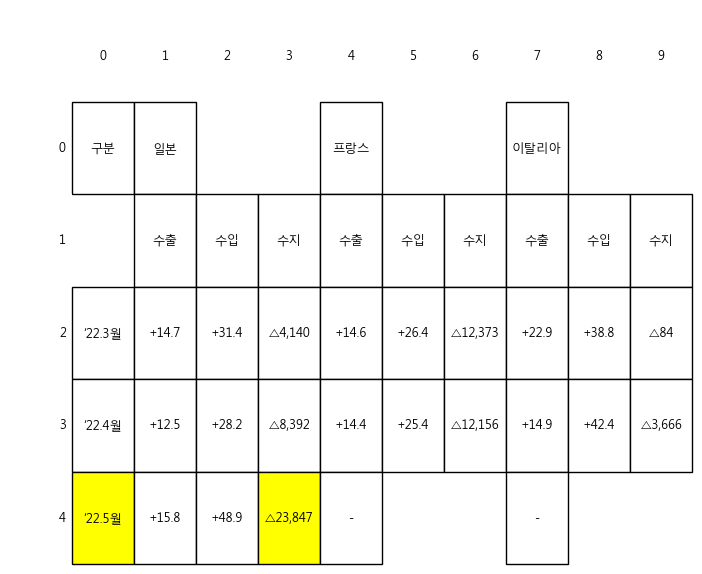 0 1 2 3 4 5 6 7 8 9
0 구분 일본 프랑스 이탈리아
1 수출 수입 수지 수출 수입 수지 수출 수입 수지
2 '22.3월 +14.7 +31.4 △4,140 +14.6 +26.4 △12,373 +22.9 +38.8 △84
3 '22.4월 +12.5 +28.2 △8,392 +14.4 +25.4 △12,156 +14.9 +42.4 △3,666
4 '22.5월 +15.8 +48.9 △23,847 - -